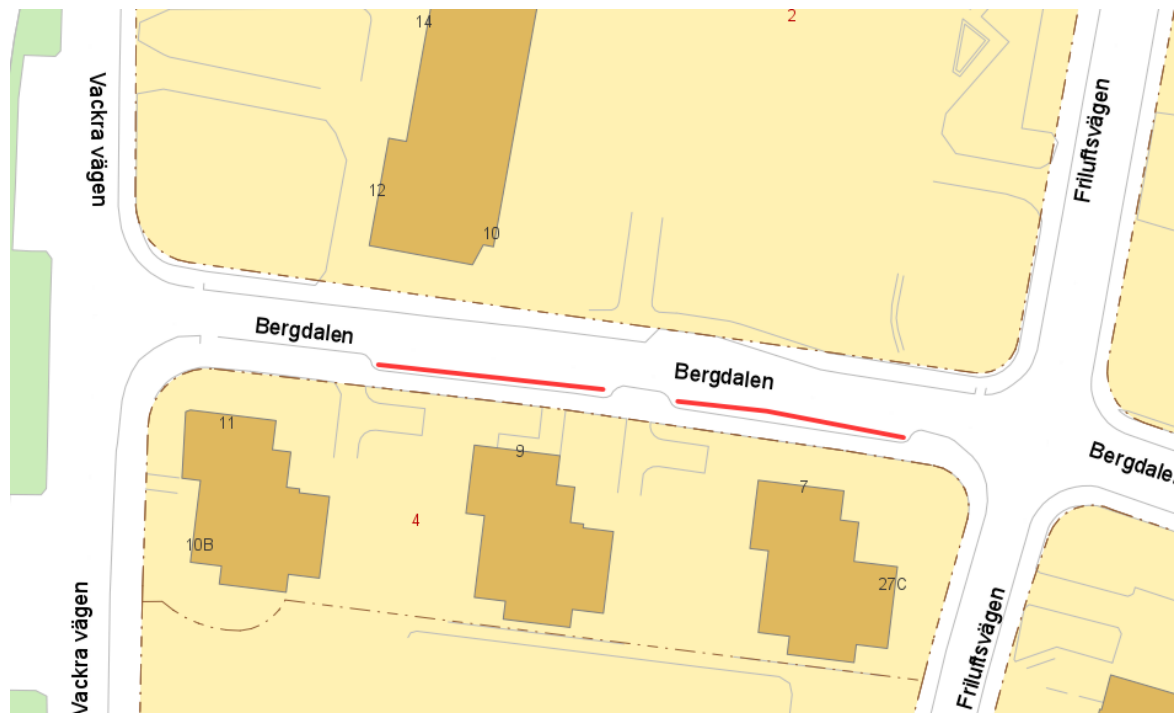 14
2
Vackra vägen
Friluftsvägen
12
10
Bergdalen
Bergdalen
11
9
Bergdalen
7
4
10B
27C
Vackra vägen
Friluftsvägen